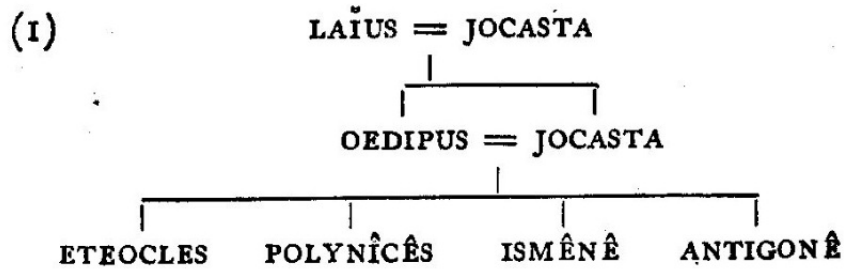 (I) LAÏUS = JOCASTA
OEDIPUS = JOCASTA
ETEOCLES POLYNÎCÊS ISMÊNÊ ANTIGONÊ